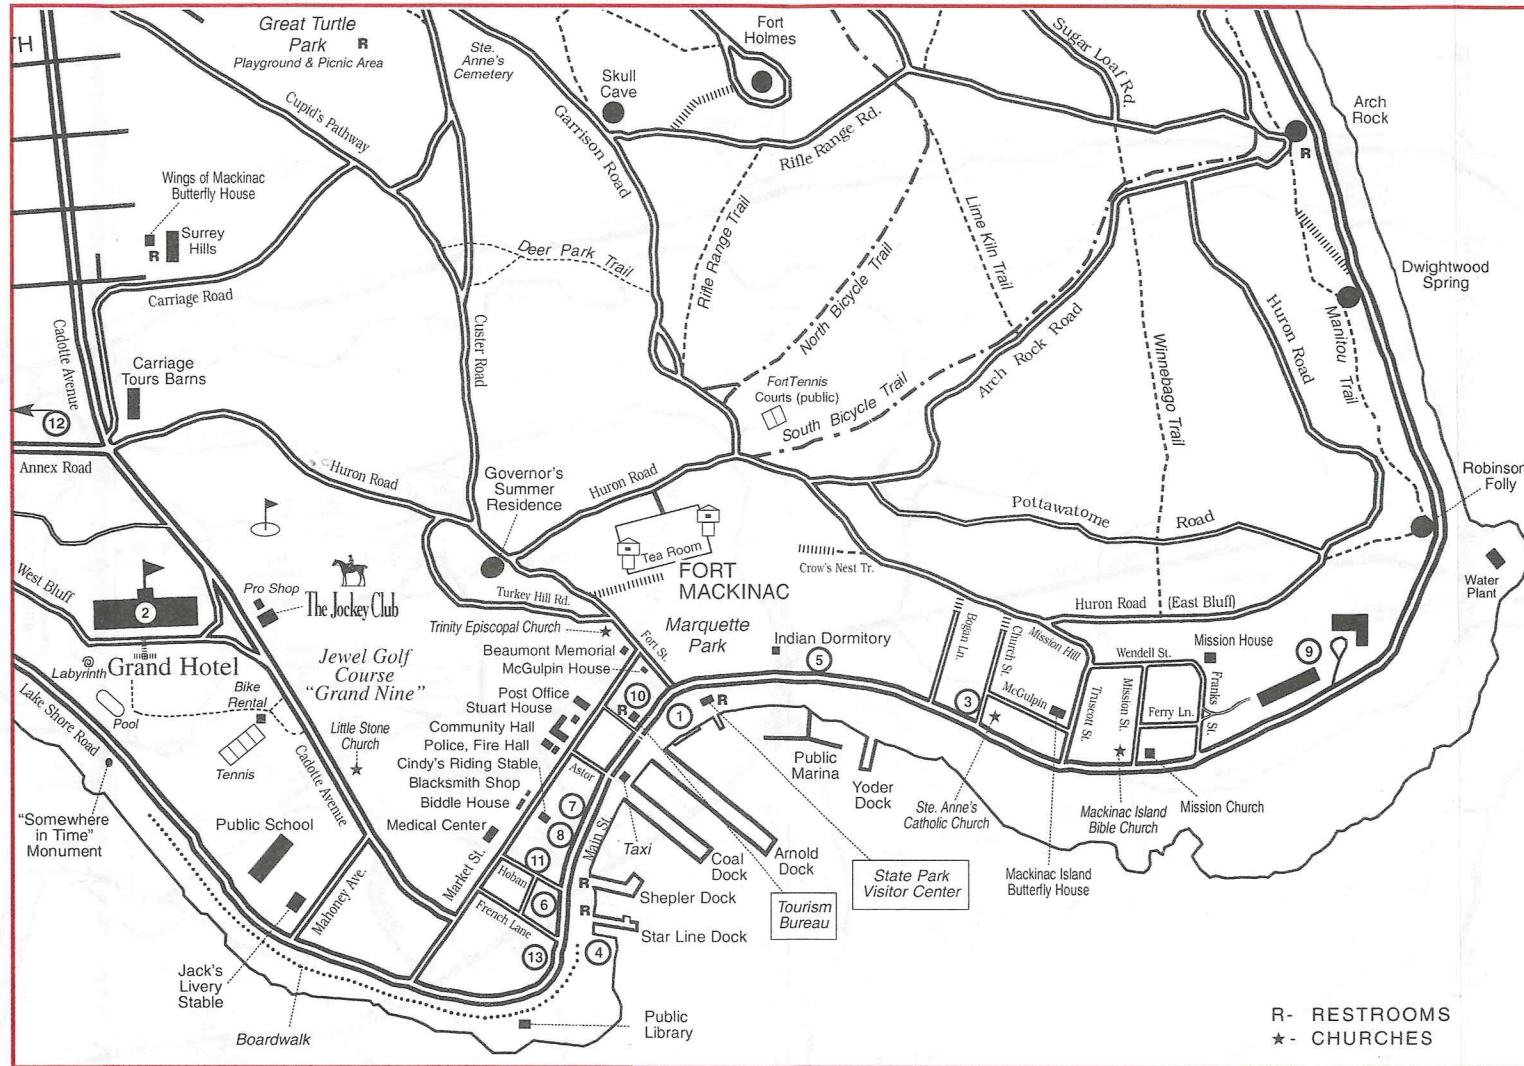 TH
Great Turtle
Park R
Playground & Picnic Area
Ste.
Anne's
Cemetery
Fort
Holmes
Skull
Cave
Sugar Loaf Rd.
Arch
Rock
R
Cupid's Pathway
Garrison Road
Rifle Range Rd.
Wings of Mackinac
Butterfly House
R
Surrey
Hills
Deer Park Trail
Rifle Range Trail
North Bicycle Trail
Lime Kiln Trail
Dwightwood
Spring
Carriage Road
Cadotte Avenue
Custer Road
Arch Rock Road
Winnebago Trail
Huron Road
Manitou Trail
Carriage
Tours Barns
12
Fort Tennis
Courts (public)
South Bicycle Trail
Annex Road
Huron Road
Governor's
Summer
Residence
Huron Road
Pottawatome Road
Robinson
Folly
Tea Room
FORT
MACKINAC
Crow's Nest Tr.
Water
Plant
West Bluff
2
Pro Shop
The Jockey Club
Turkey Hill Rd.
Huron Road (East Bluff)
Trinity Episcopal Church
Fort St.
Marquette
Park
Indian Dormitory
5
Bogan Ln.
Church St.
Mission Hill
Wendell St.
Mission House
9
Labyrinth
Grand Hotel
Jewel Golf
Course
"Grand Nine"
Beaumont Memorial
McGulpin House
Post Office
Stuart House
Community Hall
Police, Fire Hall
Cindy's Riding Stable
Blacksmith Shop
Biddle House
Medical Center
10
R
1
R
3
McGulpin
Truscott St.
Mission St.
Ferry Ln.
Franks St.
Pool
Bike
Rental
Lake Shore Road
Tennis
Little Stone
Church
Cadotte Avenue
Astor
7
8
11
Main St.
Taxi
Public
Marina
Yoder
Dock
Ste. Anne's
Catholic Church
Mackinac Island
Bible Church
Mission Church
"Somewhere
in Time"
Monument
Public School
Mahoney Ave.
Market St.
Hoban
6
French Lane
13
R
R
4
Coal
Dock
Arnold
Dock
Shepler Dock
Star Line Dock
State Park
Visitor Center
Tourism
Bureau
Mackinac Island
Butterfly House
Jack's
Livery
Stable
Boardwalk
Public
Library
R- RESTROOMS
★- CHURCHES